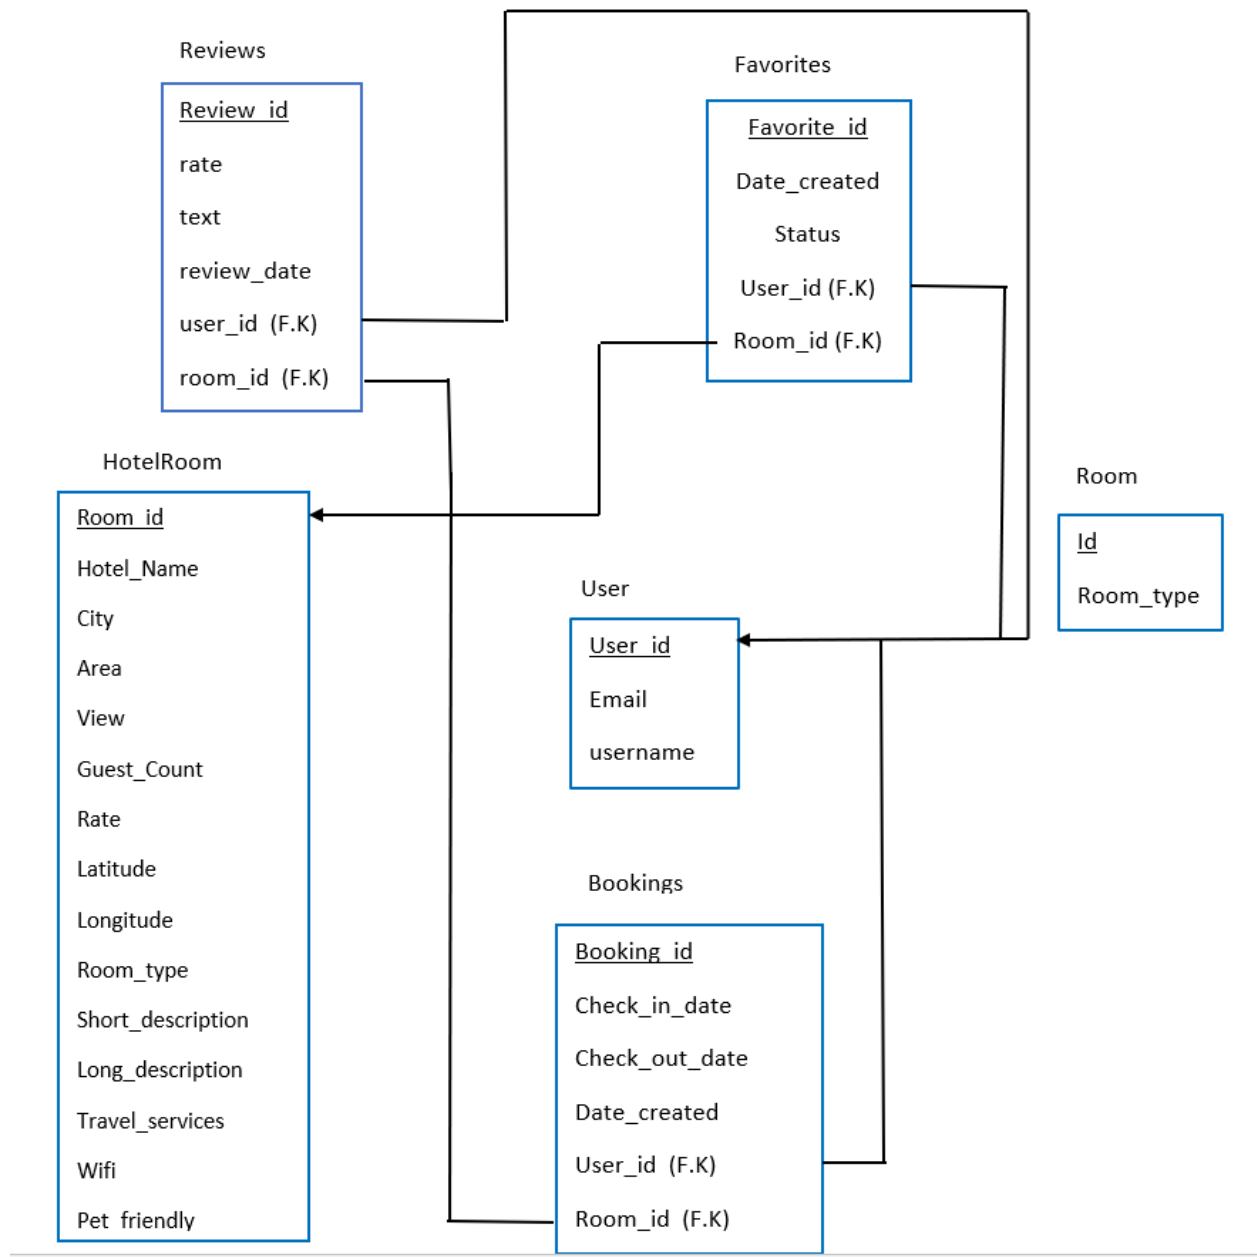 Reviews
Review_id
rate
text
review_date
user_id (F.K)
room_id (F.K)
Favorites
Favorite_id
Date_created
Status
User_id (F.K)
Room_id (F.K)
HotelRoom
Room_id
Hotel_Name
City
Area
View
Guest_Count
Rate
Latitude
Longitude
Room_type
Short_description
Long_description
Travel_services
Wifi
Pet_friendly
User
User_id
Email
username
Room
Id
Room_type
Bookings
Booking_id
Check_in_date
Check_out_date
Date_created
User_id (F.K)
Room_id (F.K)